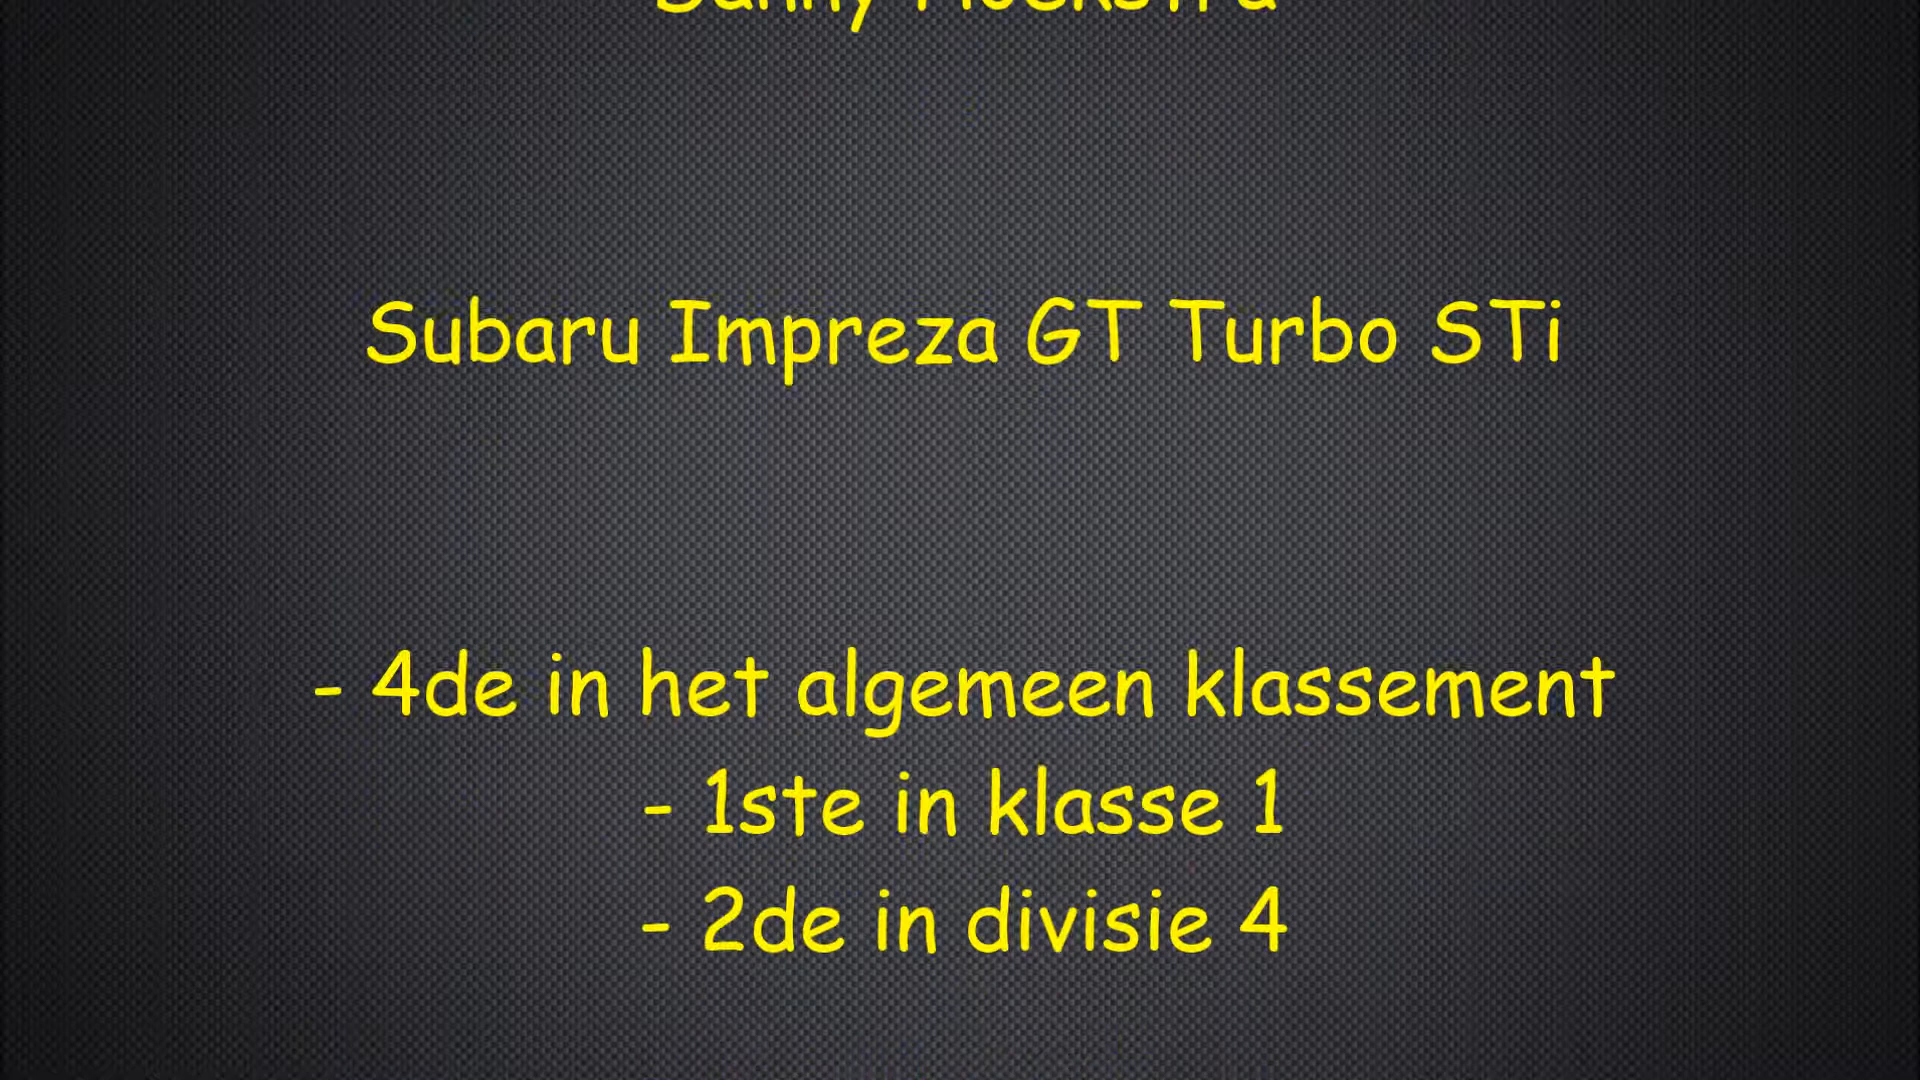 Subaru Impreza GT Turbo STi
- 4de in het algemeen klassement
- 1ste in klasse 1
- 2de in divisie 4